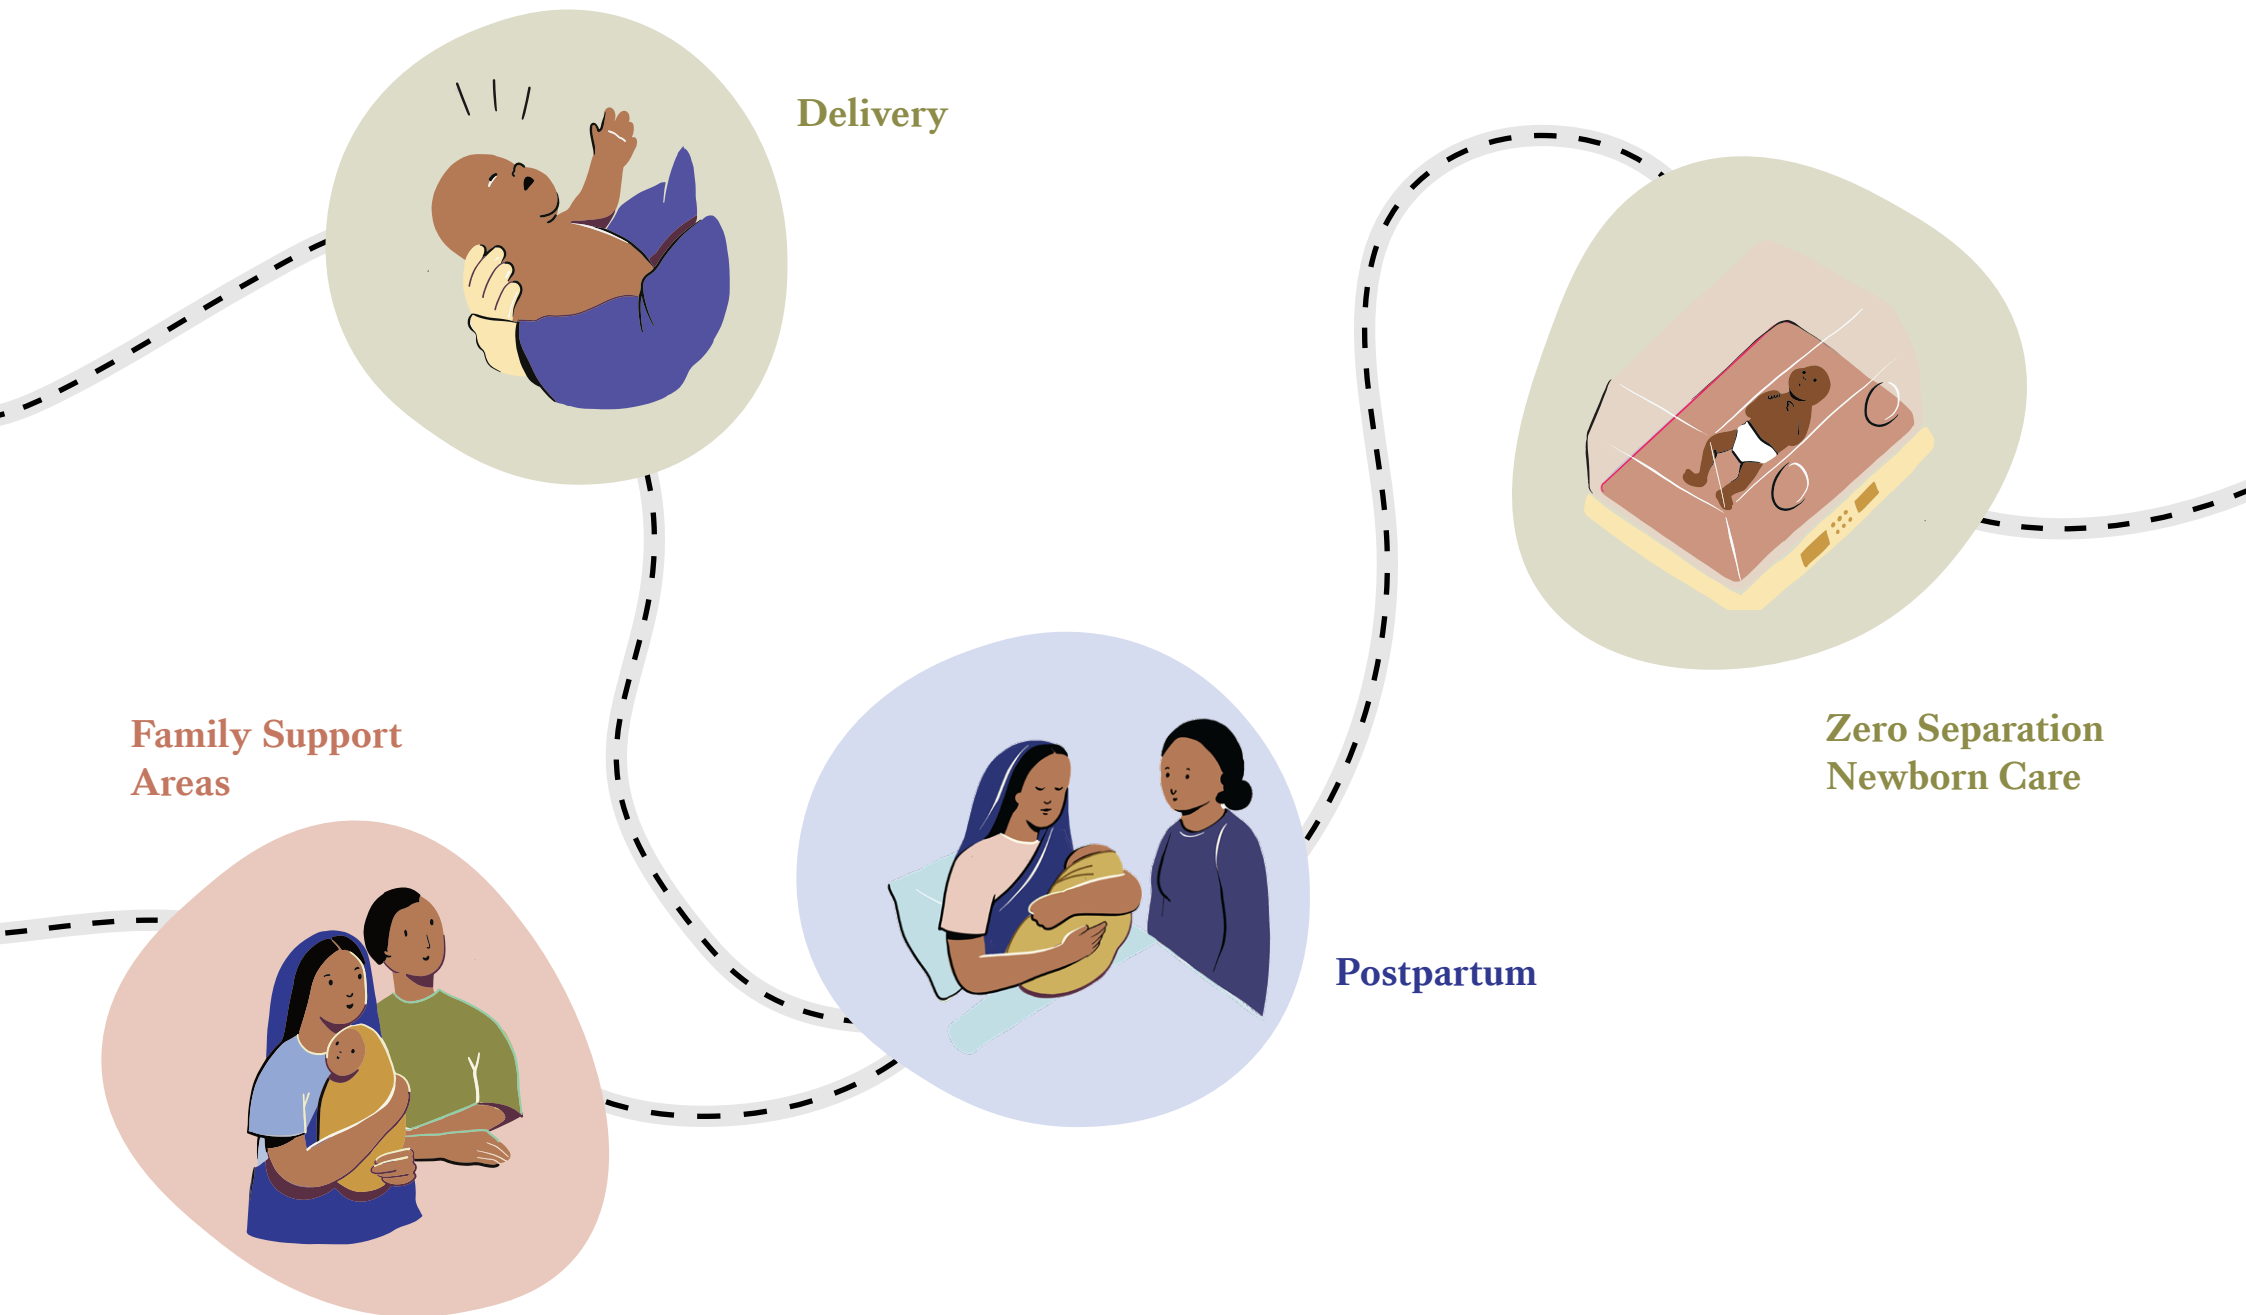 Delivery
Family Support
Areas
Postpartum
Zero Separation
Newborn Care